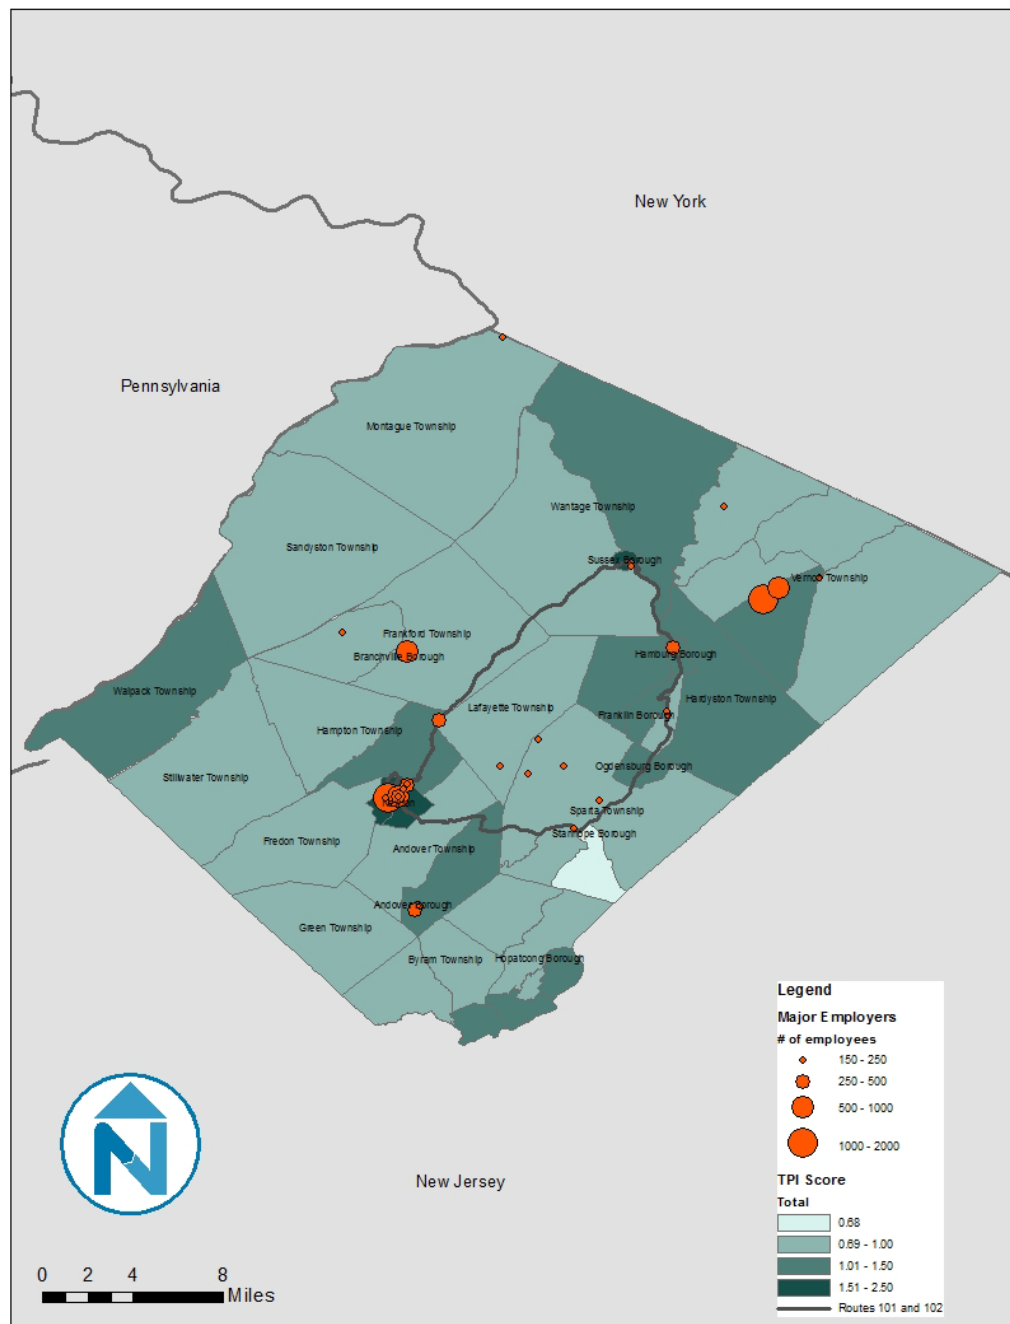 New York
Pennsylvania
Montague Township
Wantage Township
Sandyston Township
Sussex Borough
Vernon Township
Frankford Township
Branchville Borough
Hamburg Borough
Walpack Township
Hardyston Township
Lafayette Township
Franklin Borough
Hampton Township
Stillwater Township
Ogdensburg Borough
Newton
Sparta Township
Stanhope Borough
Fredon Township
Andover Township
Andover Borough
Green Township
Byram Township
Hopatcong Borough
Legend
Major Employers
# of employees
150 - 250
250 - 500
500 - 1000
1000 - 2000
TPI Score
Total
0.68
0.69 - 1.00
1.01 - 1.50
1.51 - 2.50
Routes 101 and 102
N
New Jersey
0 2 4 8
Miles